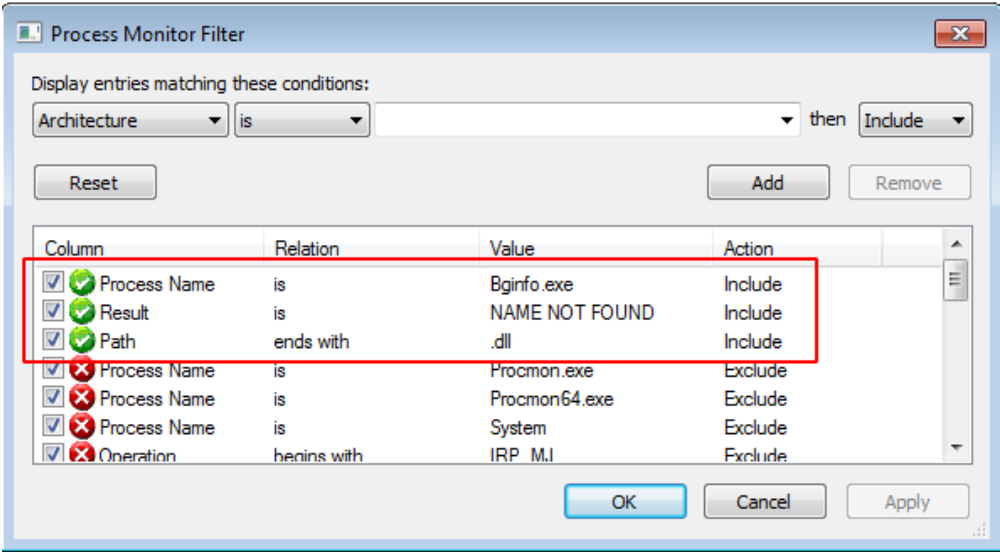 Process Monitor Filter
Display entries matching these conditions:
Architecture is then Include
Reset Add Remove
Column Relation Value Action
Process Name is Bginfo.exe Include
Result is NAME NOT FOUND Include
Path ends with .dll Include
Process Name is Procmon.exe Exclude
Process Name is Procmon64.exe Exclude
Process Name is System Exclude
Operation begins with IRP_MJ Exclude
OK Cancel Apply